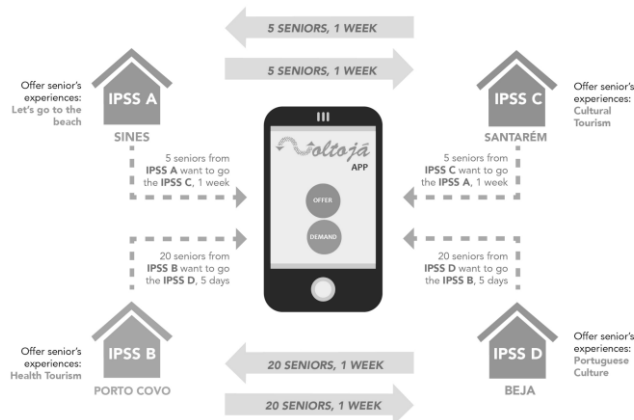 5 SENIORS, 1 WEEK
5 SENIORS, 1 WEEK
Offer senior's
experiences:
Let's go to the
beach
IPSS A
SINES
IPSS C
SANTARÉM
Offer senior's
experiences:
Cultural
Tourism
5 seniors from
IPSS A want to go
the IPSS C, 1 week
Voltojá
APP
OFFER
DEMAND
5 seniors from
IPSS C want to go
the IPSS A, 1 week
20 seniors from
IPSS B want to go
the IPSS D, 5 days
20 seniors from
IPSS D want to go
the IPSS B, 5 days
Offer senior's
experiences:
Health Tourism
IPSS B
PORTO COVO
IPSS D
BEJA
Offer senior's
experiences:
Portuguese
Culture
20 SENIORS, 1 WEEK
20 SENIORS, 1 WEEK